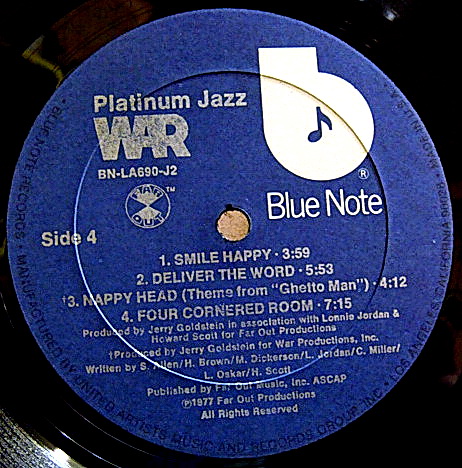 Platinum Jazz
WAR
BN-LA690-J2
FAR OUT ™
®
Blue Note
Side 4
1. SMILE HAPPY · 3:59
2. DELIVER THE WORD · 5:53
†3. NAPPY HEAD (Theme from “Ghetto Man”) · 4:12
4. FOUR CORNERED ROOM · 7:15
Produced by Jerry Goldstein in association with Lonnie Jordan &
Howard Scott for Far Out Productions
†Produced by Jerry Goldstein for War Productions, Inc.
Written by S. Allen/H. Brown/M. Dickerson/L. Jordan/C. Miller/
L. Oskar/H. Scott
Published by Far Out Music, Inc. ASCAP
℗1977 Far Out Productions
All Rights Reserved
• BLUE NOTE RECORDS, MANUFACTURED BY UNITED ARTISTS MUSIC AND RECORDS GROUP, INC. • LOS ANGELES, CALIFORNIA 90028 • MADE IN U.S.A.